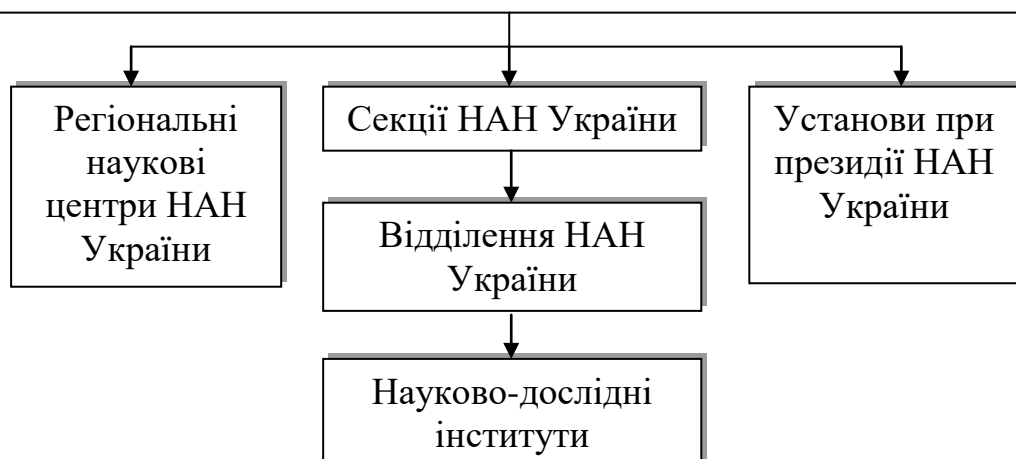 Регіональні
наукові
центри НАН
України
Секції НАН України
Відділення НАН
України
Науково-дослідні
інститути
Установи при
президії НАН
України